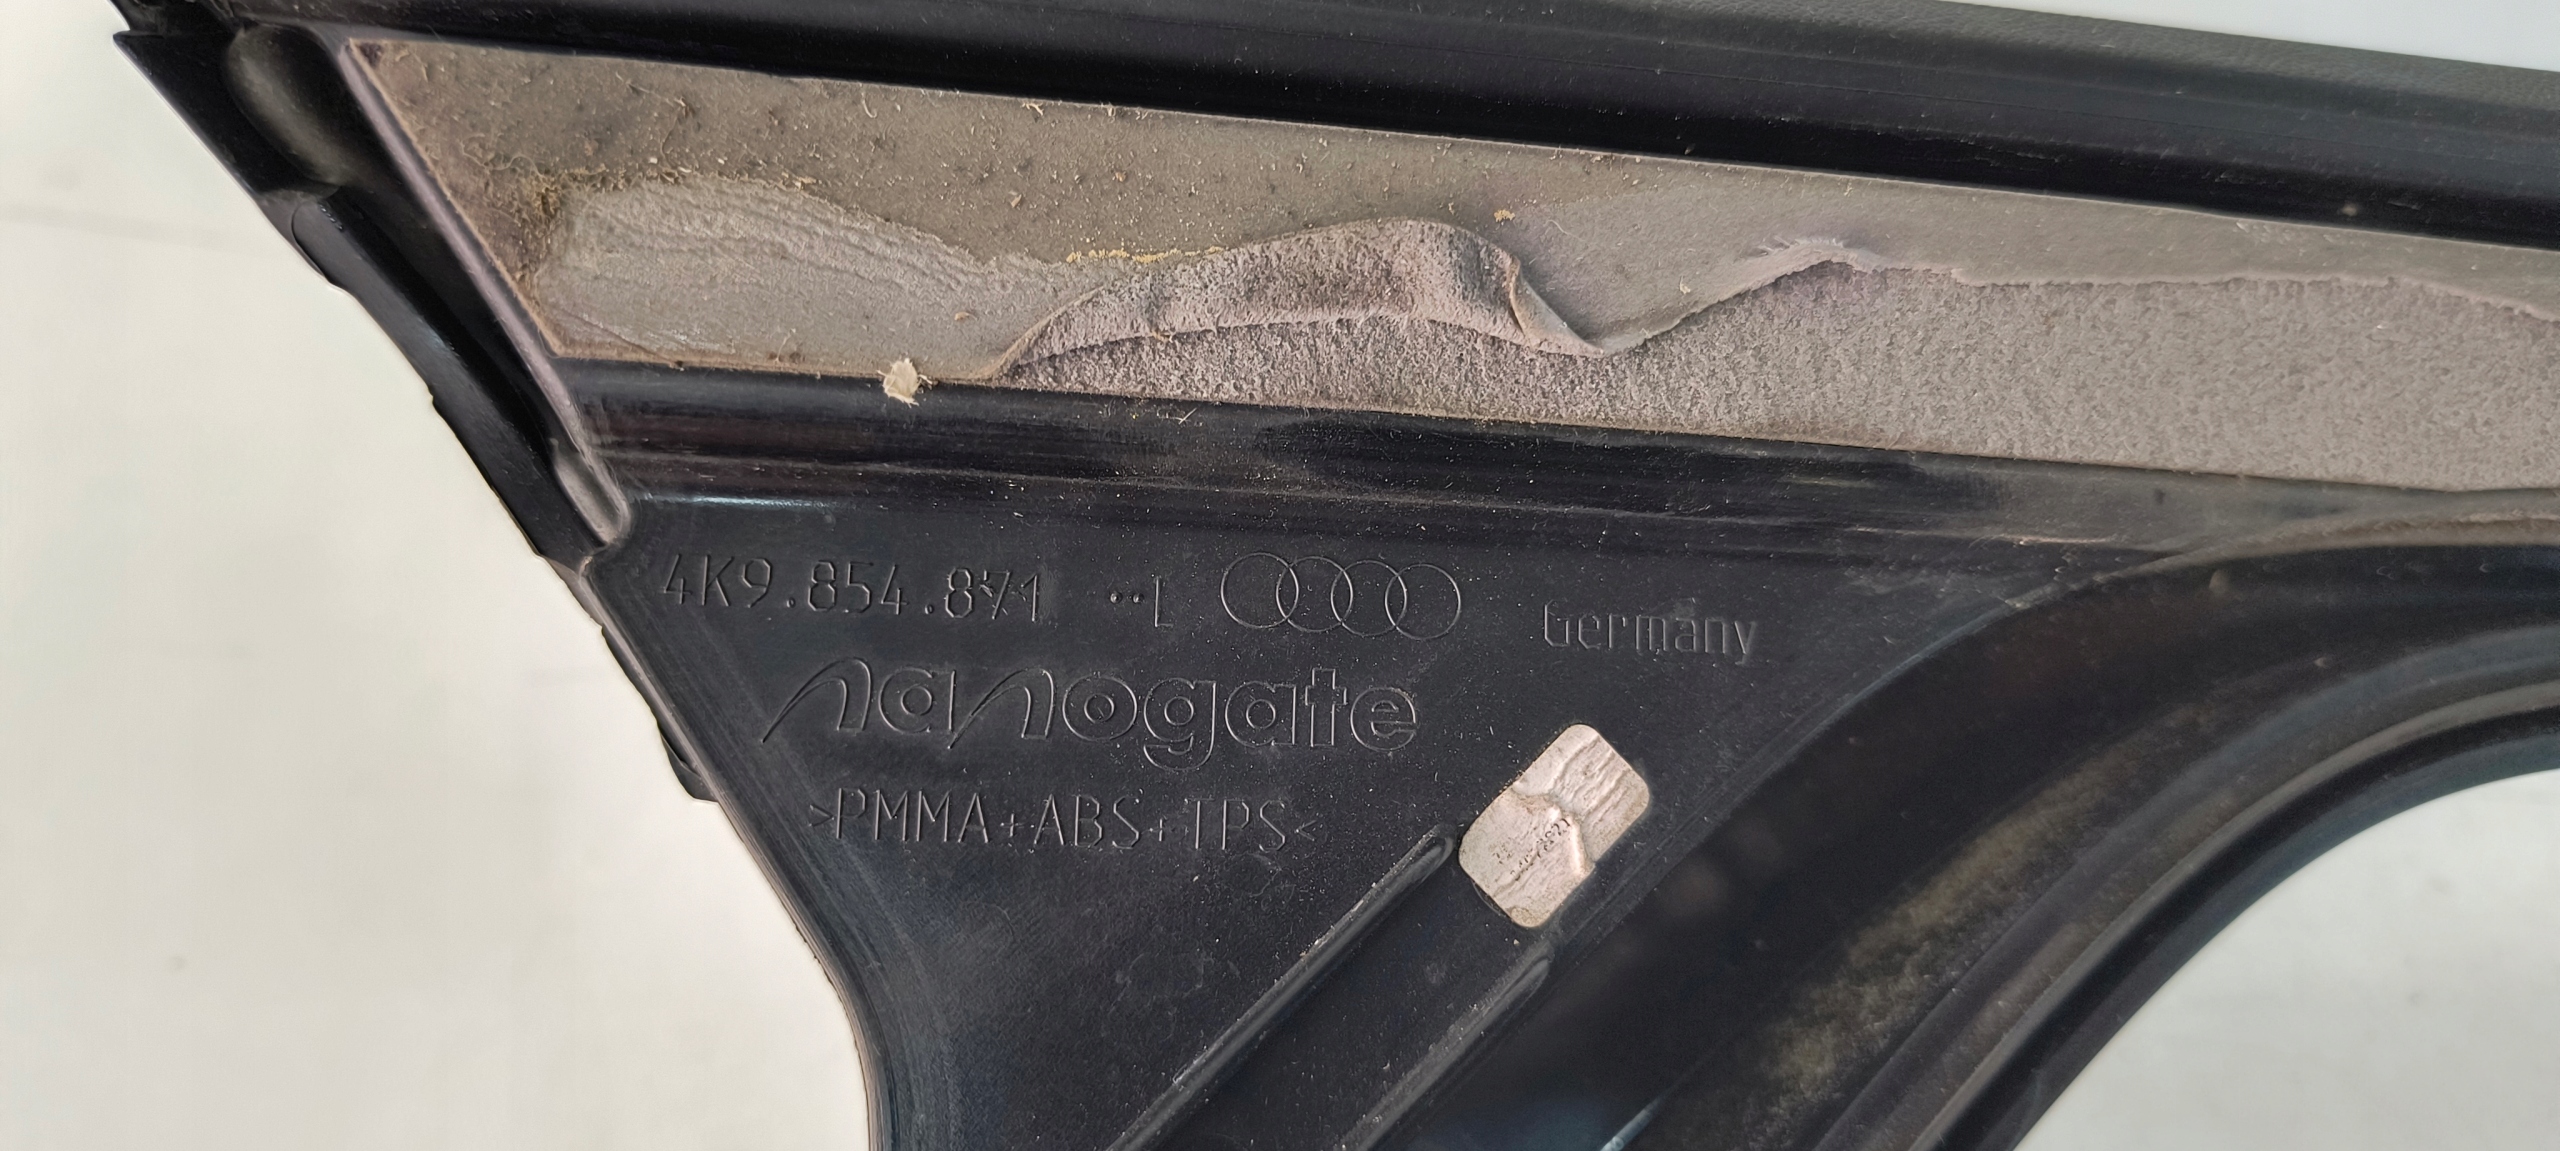 4K9.854.871 ··L
Germany
nanogate
>PMMA+ABS+TPS<